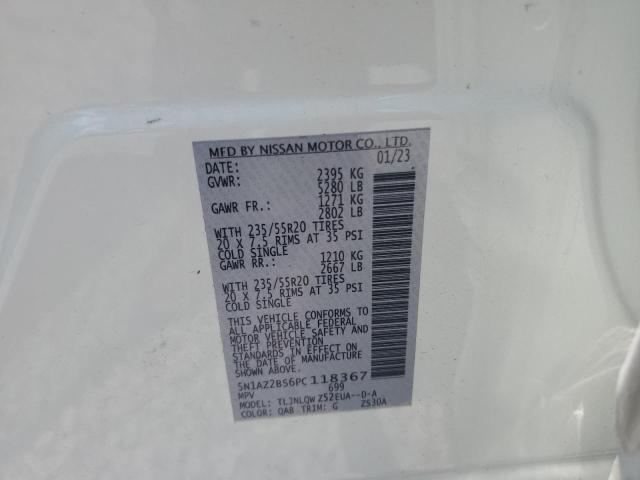 MFD BY NISSAN MOTOR CO., LTD.
DATE: 01/23
GVWR: 2395 KG
5280 LB
GAWR FR.: 1271 KG
2802 LB
WITH 235/55R20 TIRES
20 X 7.5 RIMS AT 35 PSI
COLD SINGLE
GAWR RR.: 1210 KG
2667 LB
WITH 235/55R20 TIRES
20 X 7.5 RIMS AT 35 PSI
COLD SINGLE
THIS VEHICLE CONFORMS TO
ALL APPLICABLE FEDERAL
MOTOR VEHICLE SAFETY AND
THEFT PREVENTION
STANDARDS IN EFFECT ON
THE DATE OF MANUFACTURE
SHOWN ABOVE.
5N1AZ2BS6PC118367
MPV 699
MODEL: TLJNLQW Z52EUA--D-A
COLOR: QAB TRIM: G ZS30A